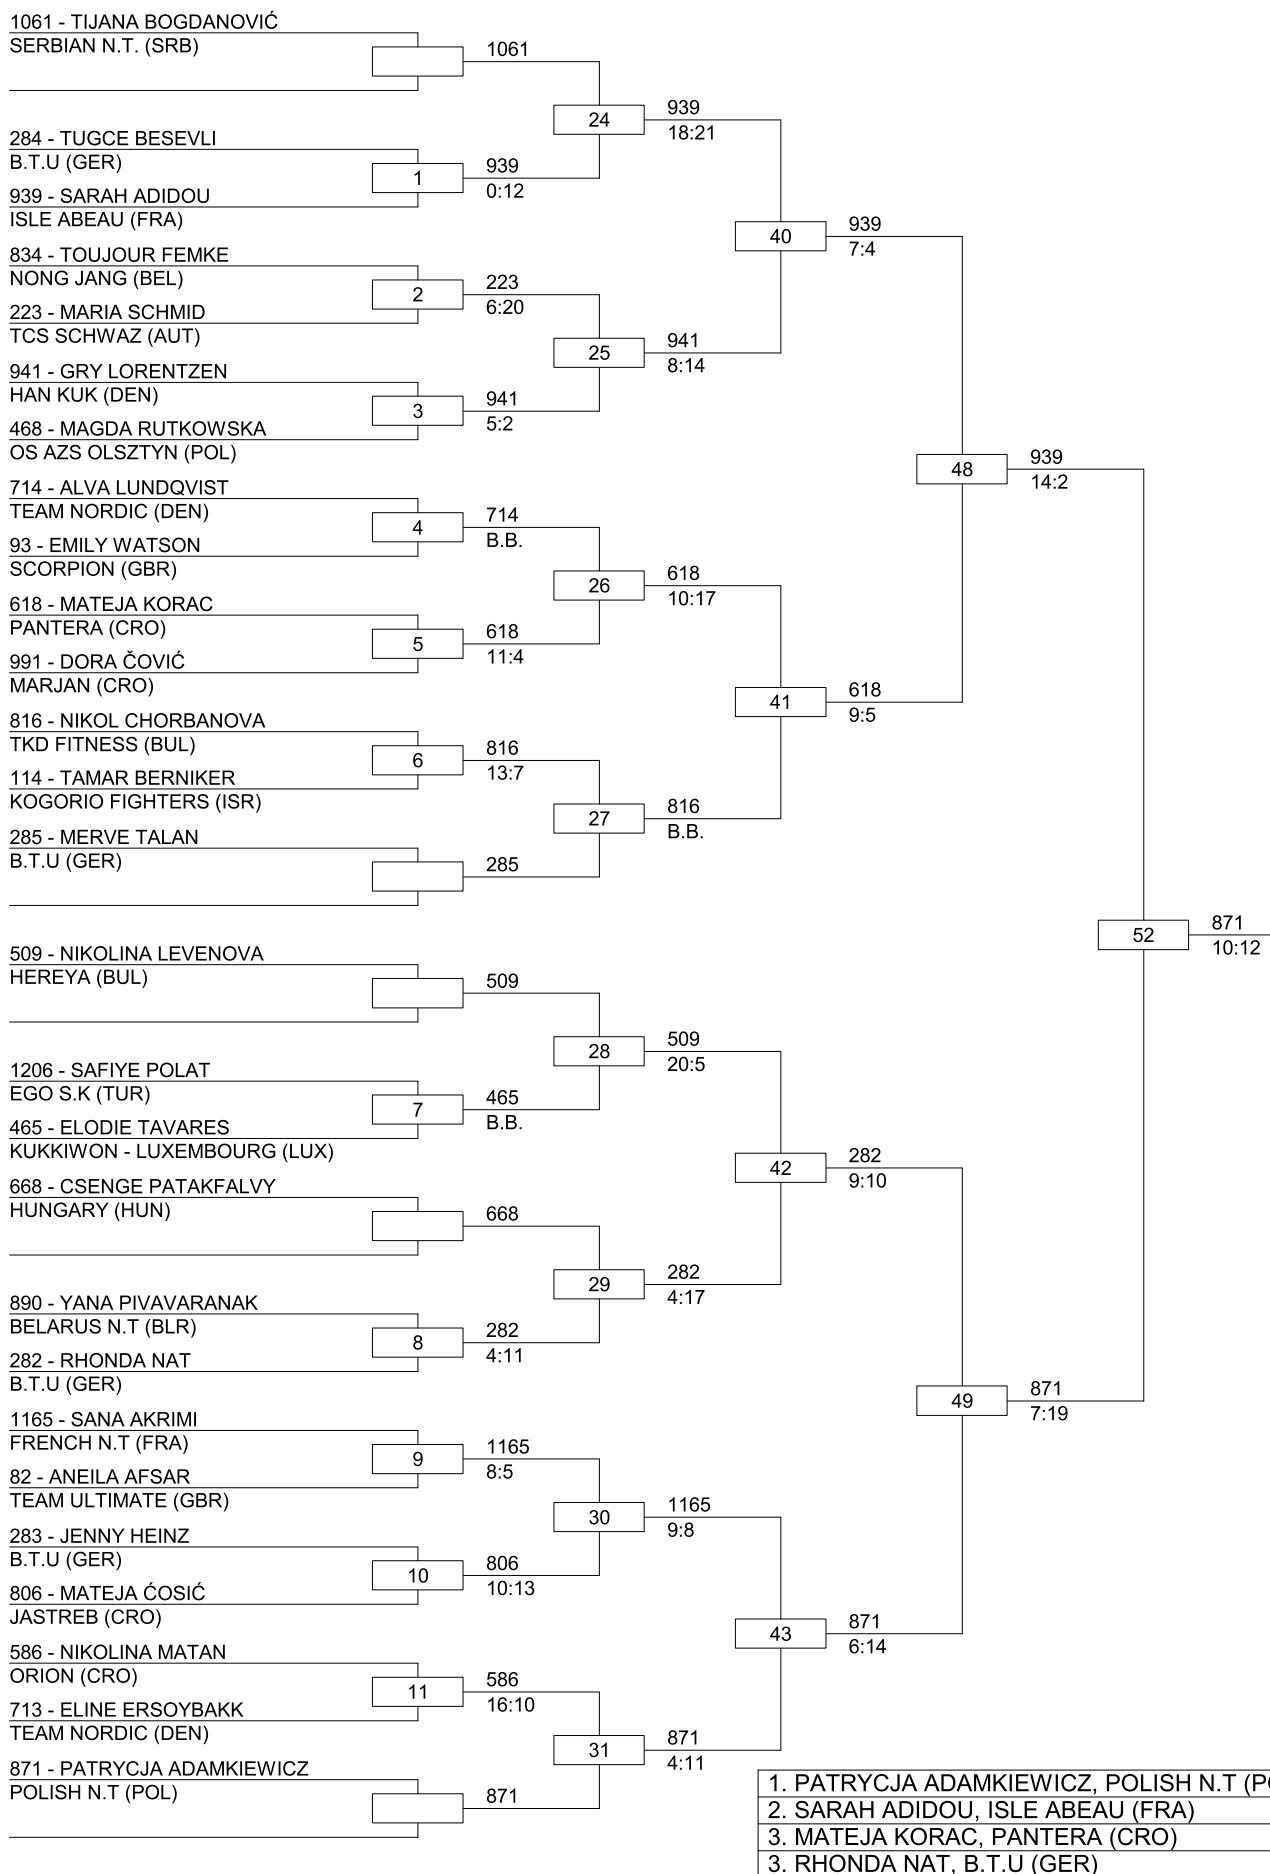 1061 - TIJANA BOGDANOVIĆ
SERBIAN N.T. (SRB)
1061
24
939
18:21
284 - TUGCE BESEVLI
B.T.U (GER)
1
939
0:12
939 - SARAH ADIDOU
ISLE ABEAU (FRA)
40
939
7:4
834 - TOUJOUR FEMKE
NONG JANG (BEL)
2
223
6:20
223 - MARIA SCHMID
TCS SCHWAZ (AUT)
25
941
8:14
941 - GRY LORENTZEN
HAN KUK (DEN)
3
941
5:2
468 - MAGDA RUTKOWSKA
OS AZS OLSZTYN (POL)
48
939
14:2
714 - ALVA LUNDQVIST
TEAM NORDIC (DEN)
4
714
B.B.
93 - EMILY WATSON
SCORPION (GBR)
26
618
10:17
618 - MATEJA KORAC
PANTERA (CRO)
5
618
11:4
991 - DORA ČOVIĆ
MARJAN (CRO)
41
618
9:5
816 - NIKOL CHORBANOVA
TKD FITNESS (BUL)
6
816
13:7
114 - TAMAR BERNIKER
KOGORIO FIGHTERS (ISR)
27
816
B.B.
285 - MERVE TALAN
B.T.U (GER)
285
52
871
10:12
509 - NIKOLINA LEVENOVA
HEREYA (BUL)
509
28
509
20:5
1206 - SAFIYE POLAT
EGO S.K (TUR)
7
465
B.B.
465 - ELODIE TAVARES
KUKKIWON - LUXEMBOURG (LUX)
42
282
9:10
668 - CSENGE PATAKFALVY
HUNGARY (HUN)
668
29
282
4:17
890 - YANA PIVAVARANAK
BELARUS N.T (BLR)
8
282
4:11
282 - RHONDA NAT
B.T.U (GER)
49
871
7:19
1165 - SANA AKRIMI
FRENCH N.T (FRA)
9
1165
8:5
82 - ANEILA AFSAR
TEAM ULTIMATE (GBR)
30
1165
9:8
283 - JENNY HEINZ
B.T.U (GER)
10
806
10:13
806 - MATEJA ĆOSIĆ
JASTREB (CRO)
43
871
6:14
586 - NIKOLINA MATAN
ORION (CRO)
11
586
16:10
713 - ELINE ERSOYBAKK
TEAM NORDIC (DEN)
31
871
4:11
871 - PATRYCJA ADAMKIEWICZ
POLISH N.T (POL)
871
1. PATRYCJA ADAMKIEWICZ, POLISH N.T
2. SARAH ADIDOU, ISLE ABEAU (FRA)
3. MATEJA KORAC, PANTERA (CRO)
3. RHONDA NAT, B.T.U (GER)